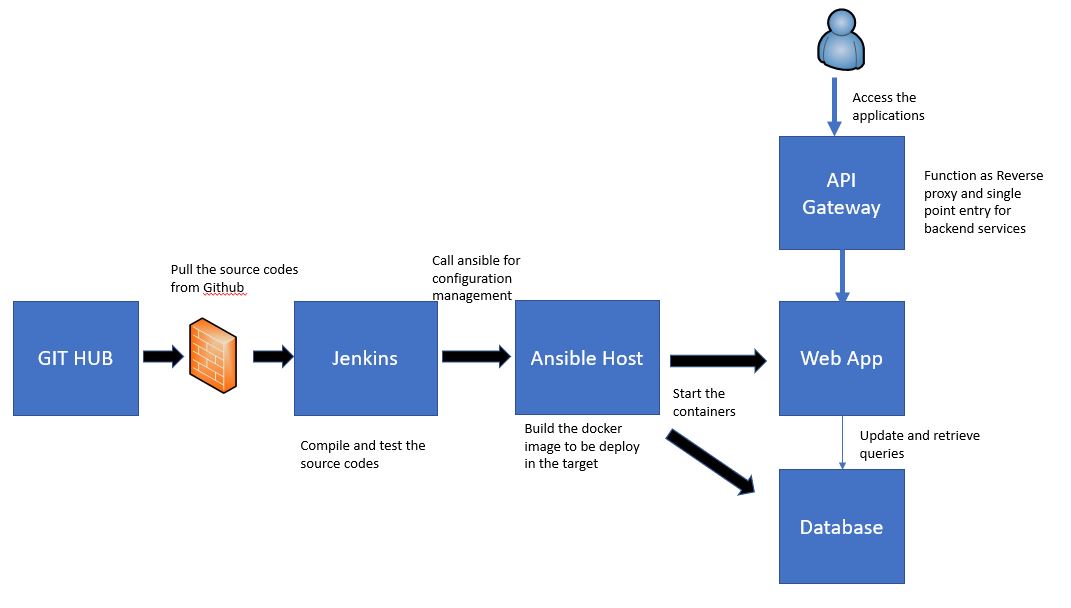 Access the
applications
API
Gateway
Function as Reverse
proxy and single
point entry for
backend services
Pull the source codes
from Github
Call ansible for
configuration
management
GIT HUB
Jenkins
Ansible Host
Web App
Start the
containers
Compile and test the
source codes
Build the docker
image to be deploy
in the target
Update and retrieve
queries
Database